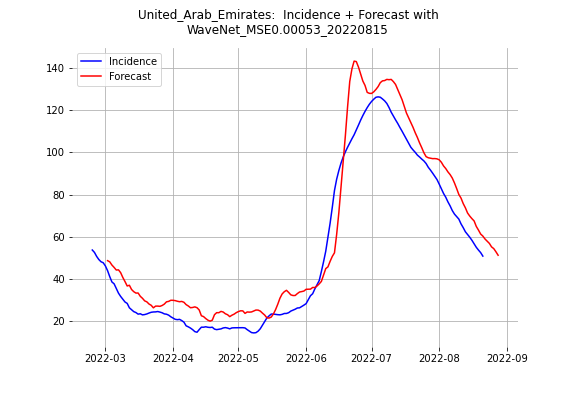 United_Arab_Emirates:  Incidence + Forecast with
WaveNet_MSE0.00053_20220815
Incidence
Forecast
140
120
100
80
60
40
20
2022-03 2022-04 2022-05 2022-06 2022-07 2022-08 2022-09